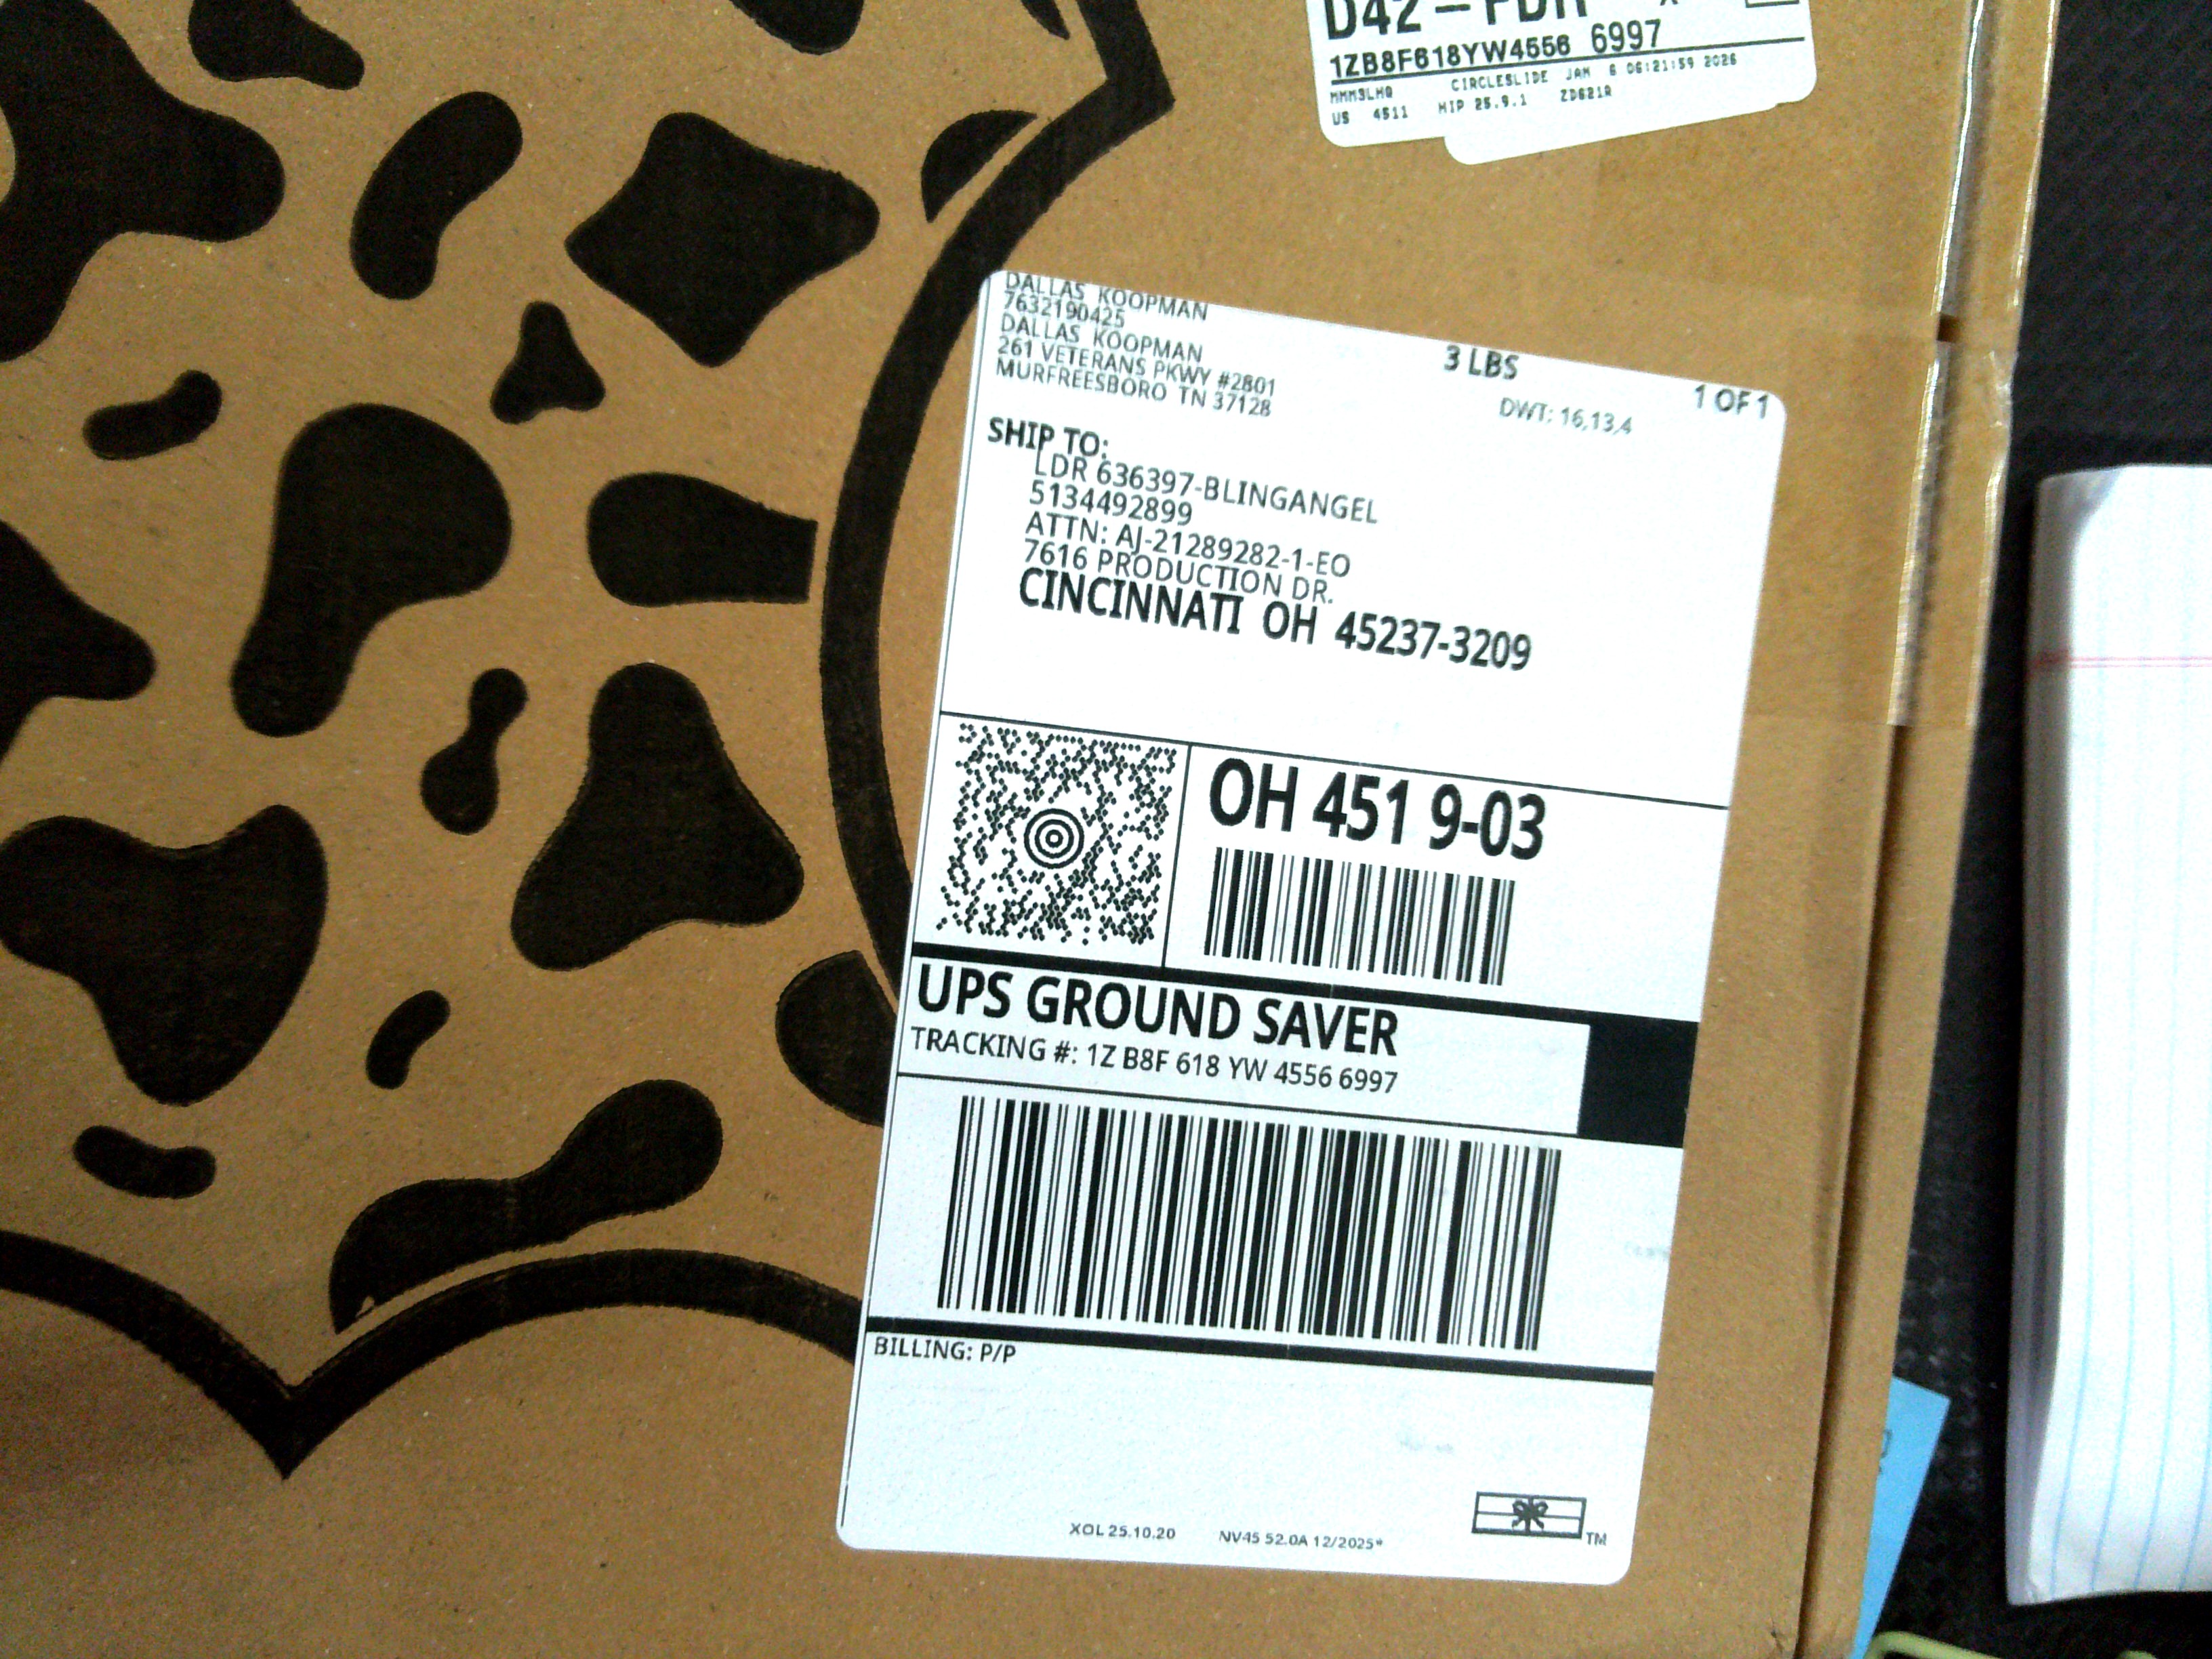 D42 - FDR
1ZB8F618YW4556 6997
CIRCLESLIDE JAN 6 06:21:59 2026
US 4511 HIP 25.9.1 ZD621R
DALLAS KOOPMAN
7632190425
DALLAS KOOPMAN
261 VETERANS PKWY #2801
MURFREESBORO TN 37128
3 LBS
1 OF 1
DWT: 16,13,4
SHIP TO:
LDR 636397-BLINGANGEL
5134492899
ATTN: AJ-21289282-1-EO
7616 PRODUCTION DR.
CINCINNATI OH 45237-3209
OH 451 9-03
UPS GROUND SAVER
TRACKING #: 1Z B8F 618 YW 4556 6997
BILLING: P/P
XOL 25.10.20 NV45 52.0A 12/2025*
TM